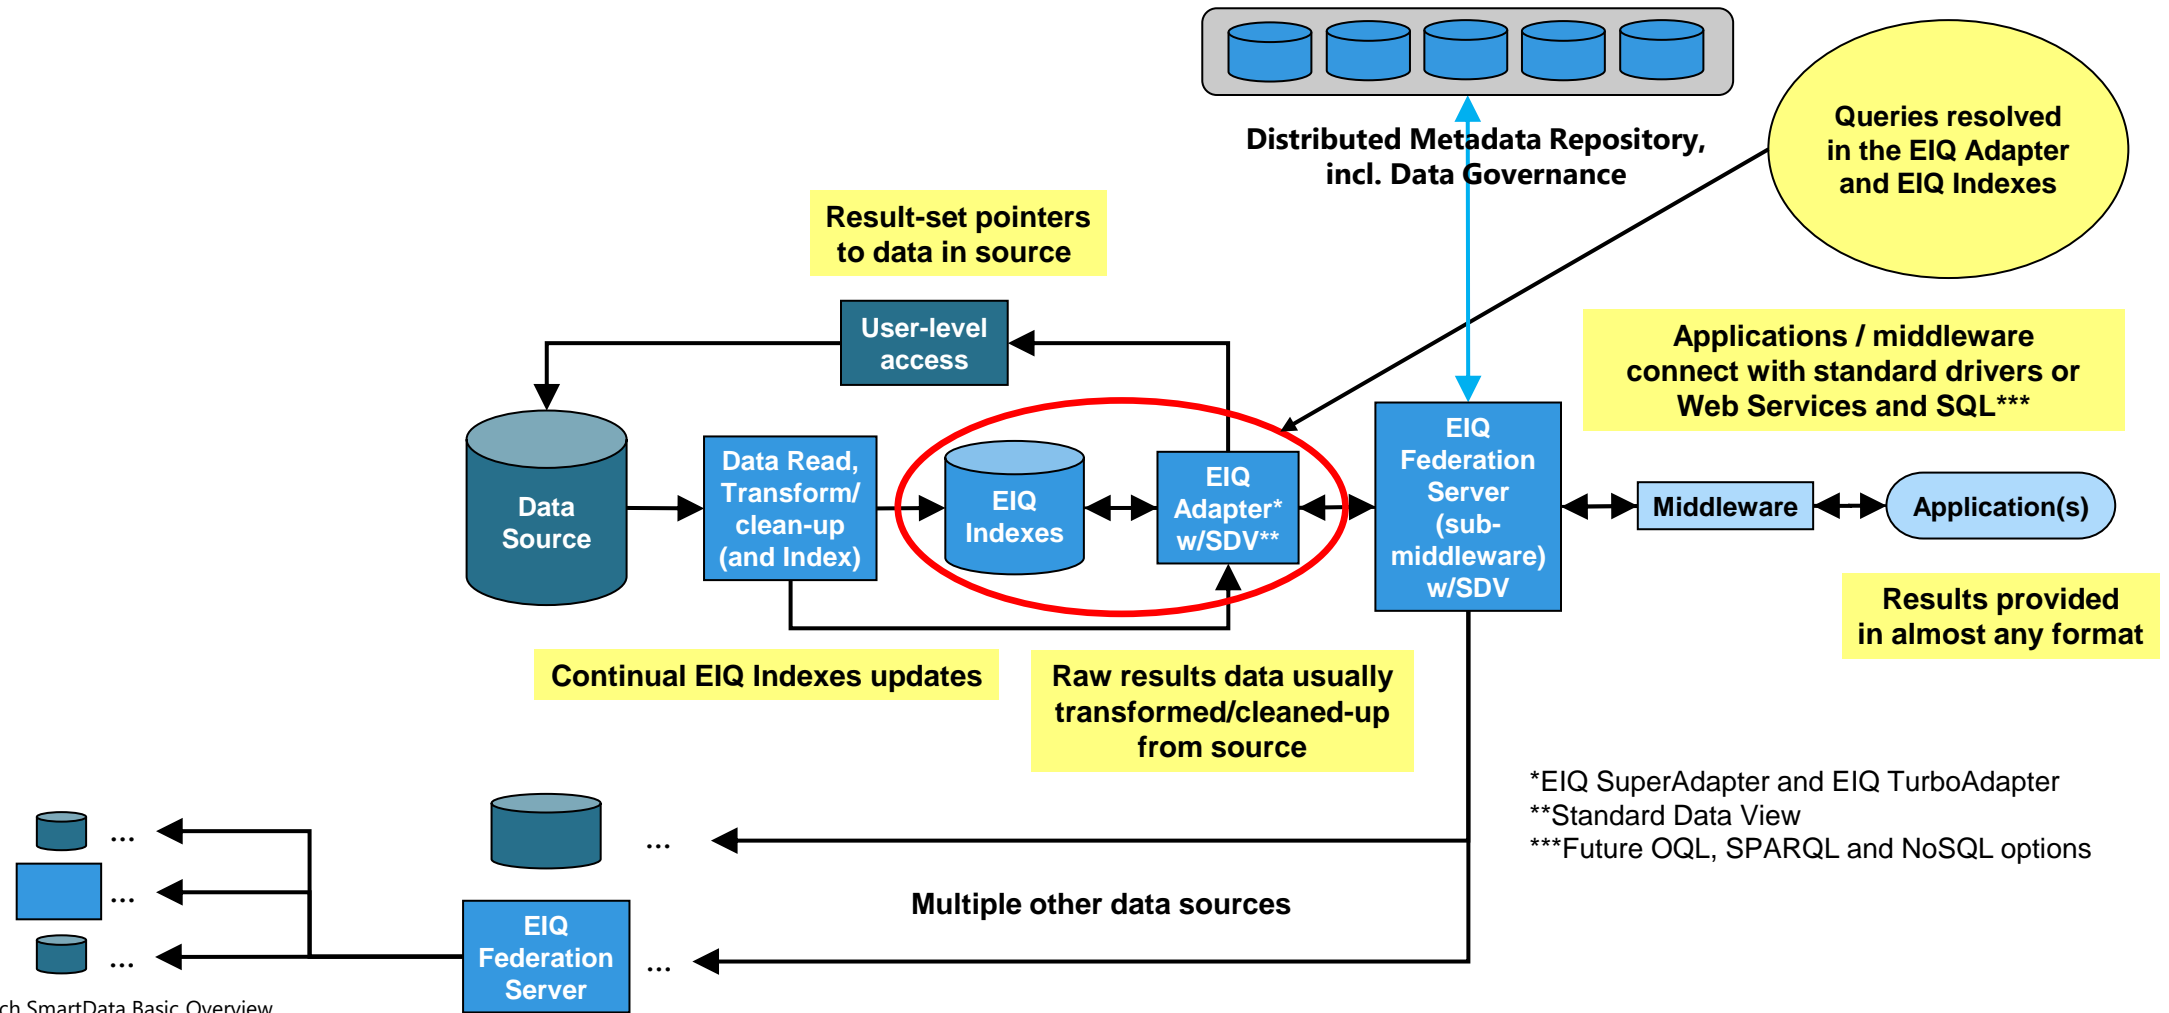 Distributed Metadata Repository,
incl. Data Governance
Queries resolved
in the EIQ Adapter
and EIQ Indexes
Result-set pointers
to data in source
User-level
access
Applications / middleware
connect with standard drivers or
Web Services and SQL***
Data
Source
Data Read,
Transform/
clean-up
(and Index)
EIQ
Indexes
EIQ
Adapter*
w/SDV**
EIQ
Federation
Server
(sub-
middleware)
w/SDV
Middleware
Application(s)
Results provided
in almost any format
Continual EIQ Indexes updates
Raw results data usually
transformed/cleaned-up
from source
*EIQ SuperAdapter and EIQ TurboAdapter
**Standard Data View
***Future OQL, SPARQL and NoSQL options
...
...
...
...
Multiple other data sources
EIQ
Federation
Server
...
SmartData Basic Overview